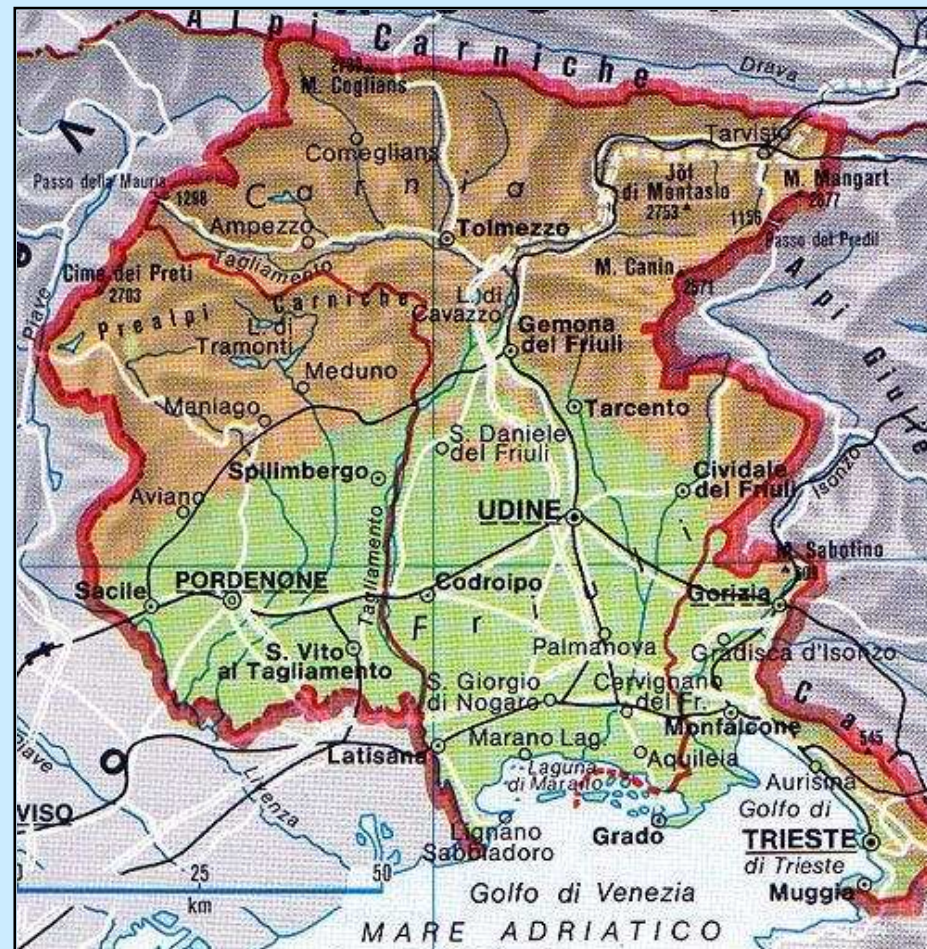 Alpi Carniche
Drava
M. Coglians
Comeglians
Tarvisio
Jôf
di Montasio
2753
M. Mangart
2677
1156
Passo della Mauria
1298
Carnia
Ampezzo
Tolmezzo
Tagliamento
Passo del Predil
M. Canin
2571
Alpi Giulie
Cime dei Preti
2703
Prealpi Carniche
L. di
Cavazzo
Piave
L. di
Tramonti
Gemona
del Friuli
Meduno
Maniago
Tarcento
S. Daniele
del Friuli
Spilimbergo
Cividale
del Friuli
Isonzo
Aviano
UDINE
Tagliamento
M. Sabotino
609
Sacile
PORDENONE
Codroipo
Gorizia
Fr i
Palmanova
Gradisca d'Isonzo
S. Vito
al Tagliamento
S. Giorgio
di Nogaro
Cervignano
del Fr.
Monfalcone
Ca
545
Latisana
Marano Lag.
Aquileia
Laguna
di Marano
Aurisina
Piave
Livenza
VISO
Lignano
Sabbiadoro
Grado
Golfo di
TRIESTE
di Trieste
Muggia
0 25 50
km
Golfo di Venezia
MARE ADRIATICO